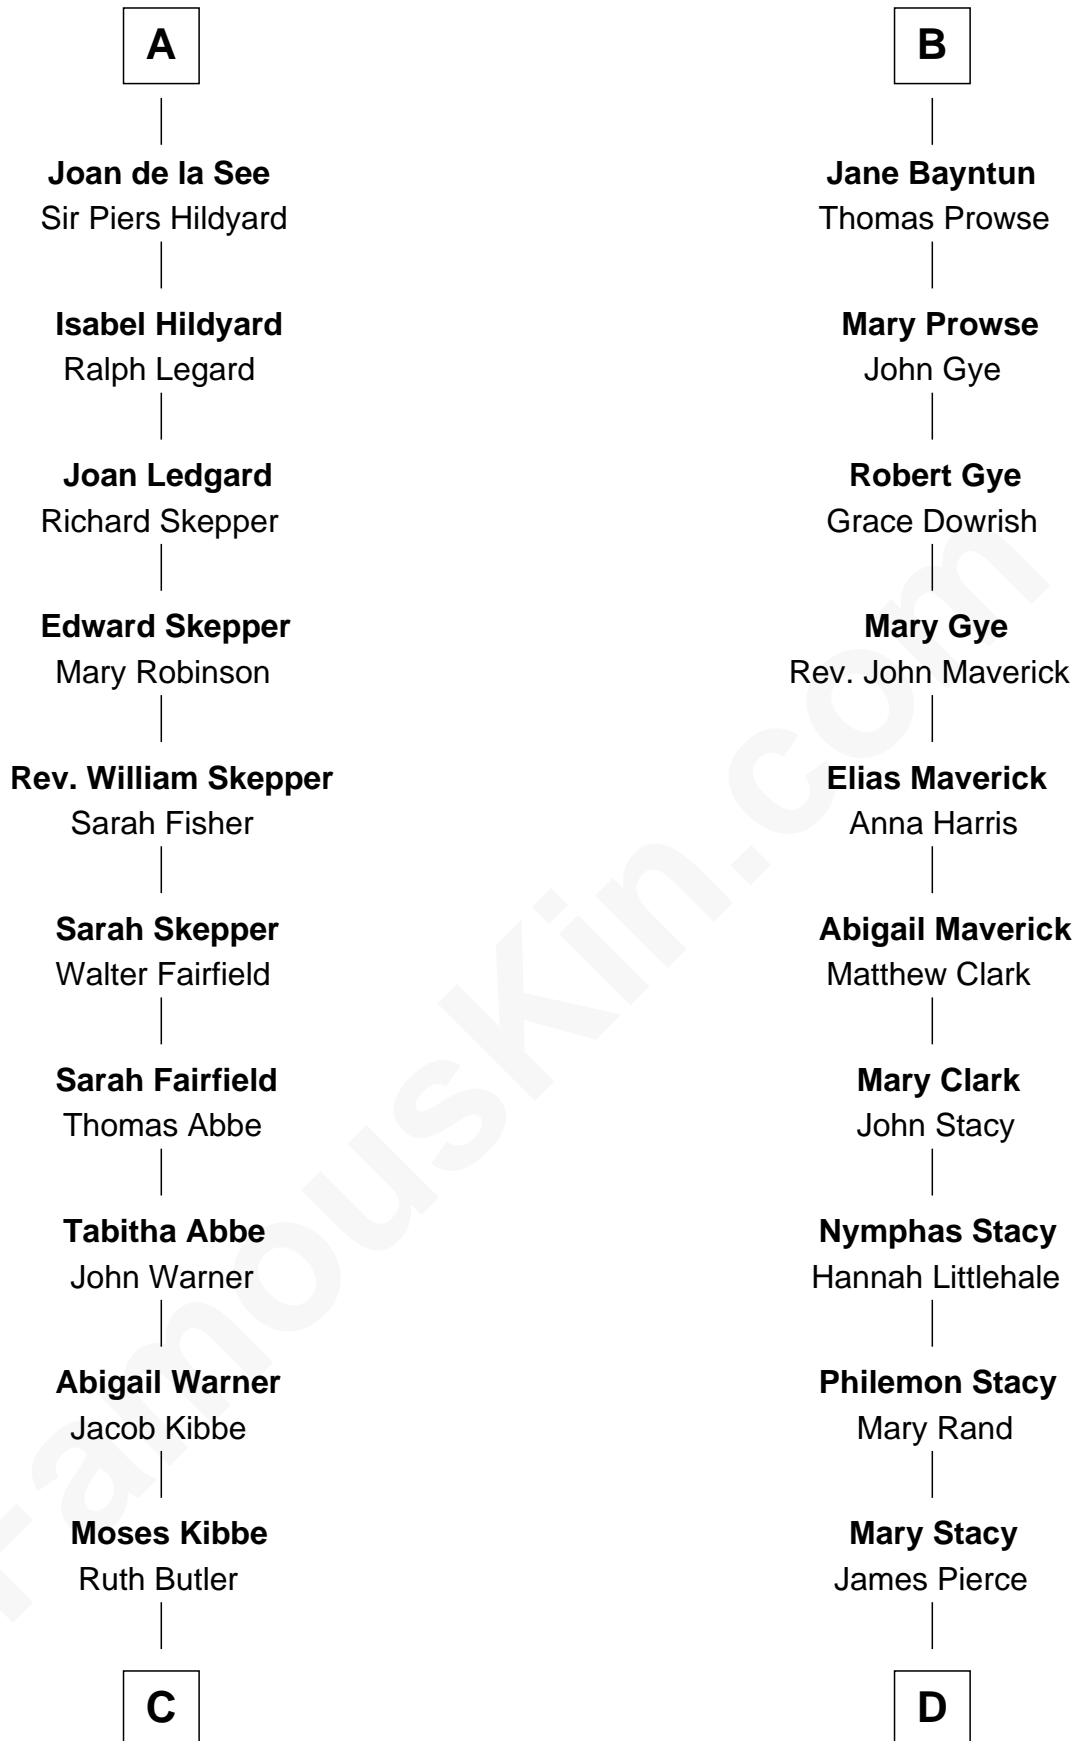 A
Joan de la See
Sir Piers Hildyard
Isabel Hildyard
Ralph Legard
Joan Ledgard
Richard Skepper
Edward Skepper
Mary Robinson
Rev. William Skepper
Sarah Fisher
Sarah Skepper
Walter Fairfield
Sarah Fairfield
Thomas Abbe
Tabitha Abbe
John Warner
Abigail Warner
Jacob Kibbe
Moses Kibbe
Ruth Butler
C
B
Jane Bayntun
Thomas Prowse
Mary Prowse
John Gye
Robert Gye
Grace Dowrish
Mary Gye
Rev. John Maverick
Elias Maverick
Anna Harris
Abigail Maverick
Matthew Clark
Mary Clark
John Stacy
Nymphas Stacy
Hannah Littlehale
Philemon Stacy
Mary Rand
Mary Stacy
James Pierce
D
FamousKin.com